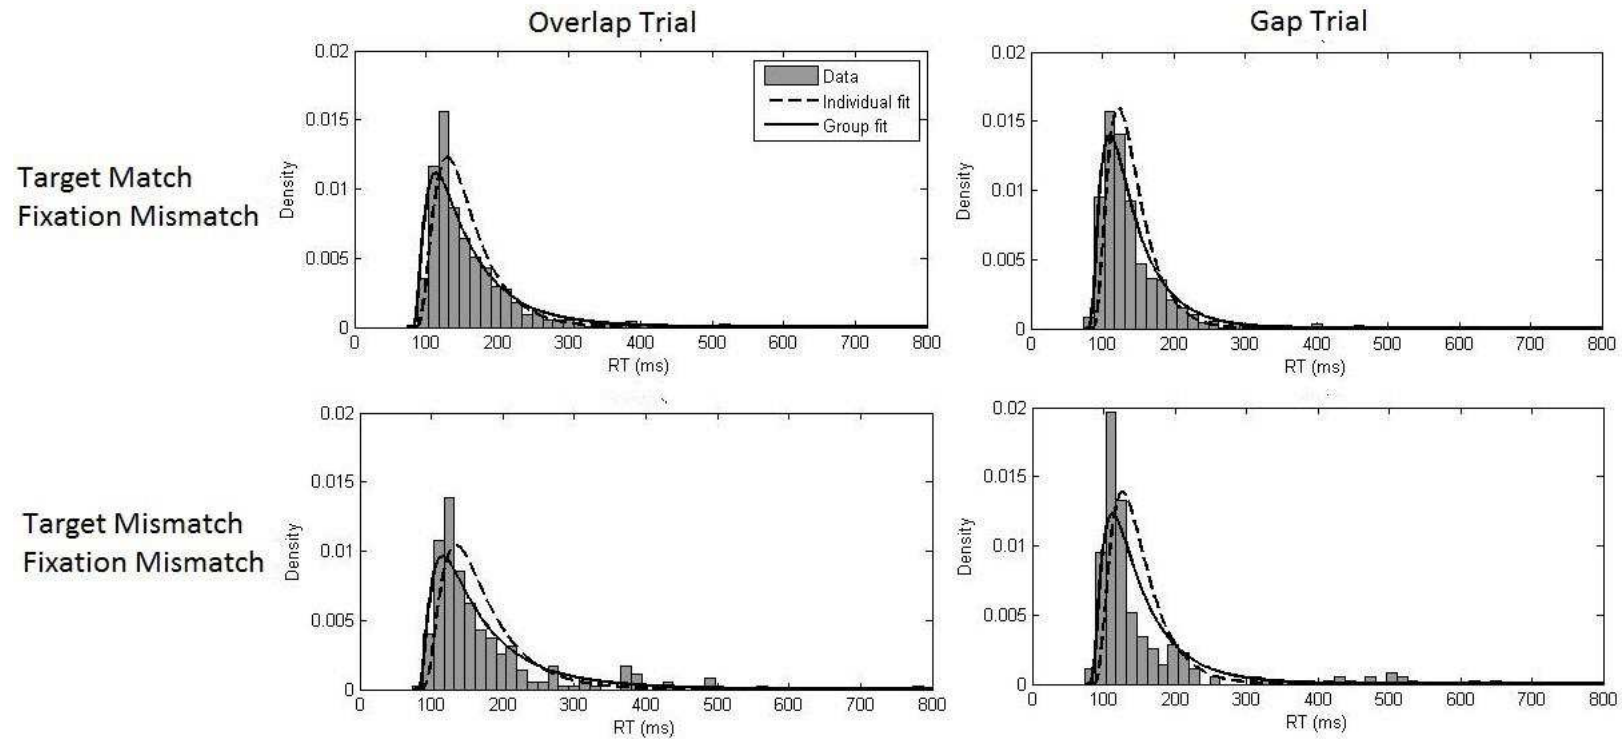 Overlap Trial
Gap Trial
Target Match
Fixation Mismatch
0.02
0.015
0.01
0.005
0
Density
Data
Individual fit
Group fit
0 100 200 300 400 500 600 700 800
RT (ms)
0.02
0.015
0.01
0.005
0
Density
0 100 200 300 400 500 600 700 800
RT (ms)
Target Mismatch
Fixation Mismatch
0.02
0.015
0.01
0.005
0
Density
0 100 200 300 400 500 600 700 800
RT (ms)
0.02
0.015
0.01
0.005
0
Density
0 100 200 300 400 500 600 700 800
RT (ms)